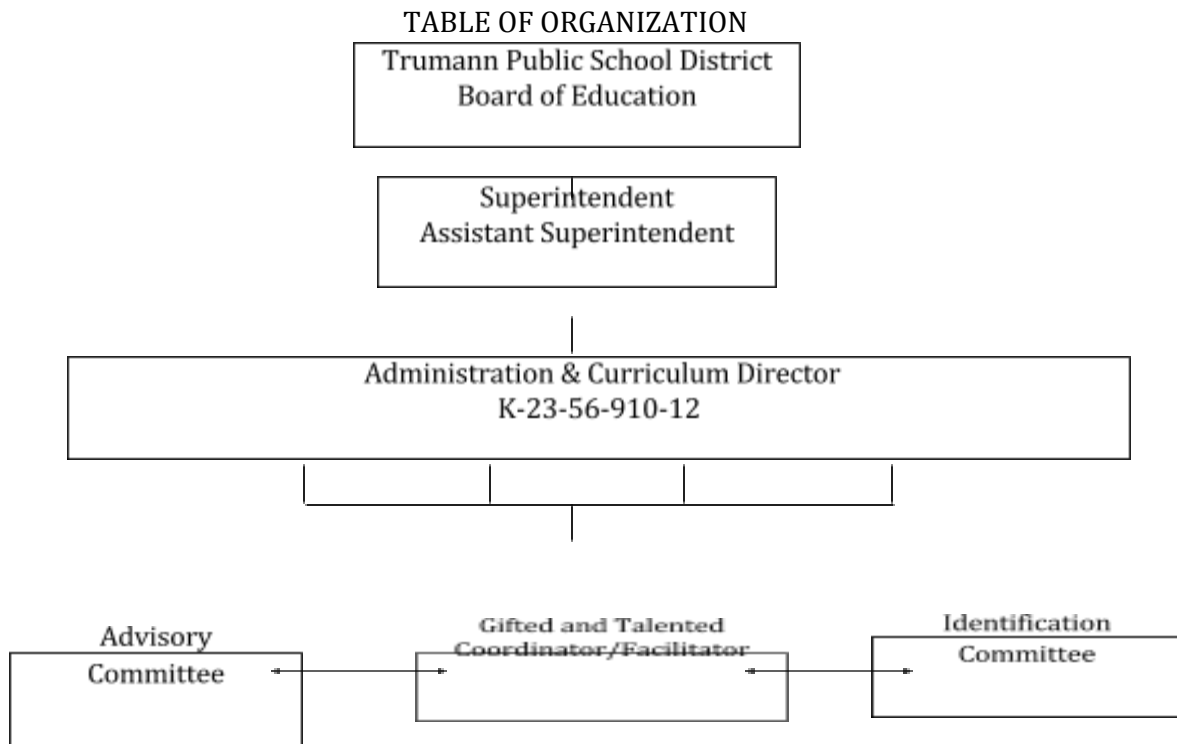 TABLE OF ORGANIZATION
Trumann Public School District
Board of Education
Superintendent
Assistant Superintendent
Administration & Curriculum Director
K-23-56-910-12
Advisory
Committee
Gifted and Talented
Coordinator/Facilitator
Identification
Committee